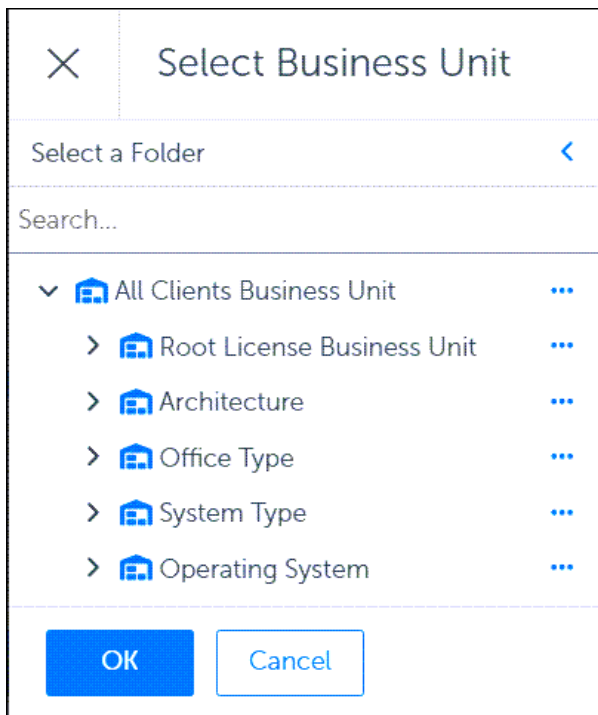 Select Business Unit
Select a Folder
Search...
All Clients Business Unit
Root License Business Unit
Architecture
Office Type
System Type
Operating System
OK Cancel